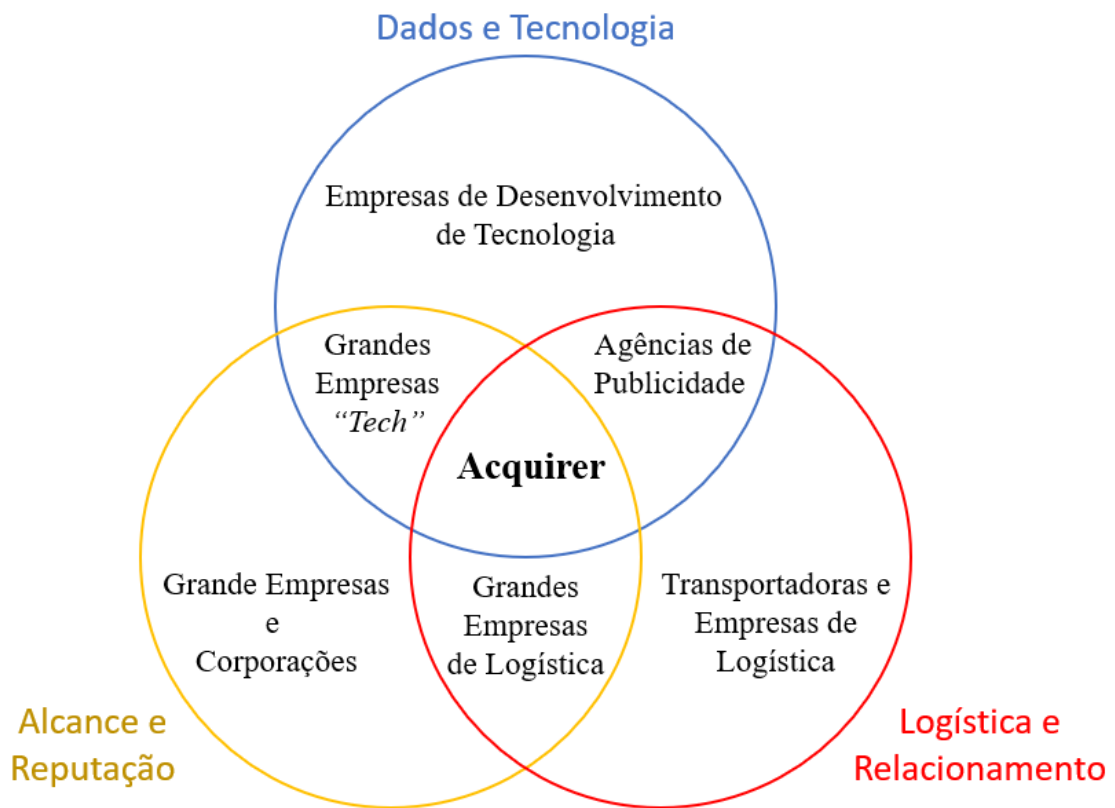 Dados e Tecnologia
Empresas de Desenvolvimento
de Tecnologia
Grandes
Empresas
“Tech”
Agências de
Publicidade
Acquirer
Grande Empresas
e
Corporações
Grandes
Empresas
de Logística
Transportadoras e
Empresas de
Logística
Alcance e
Reputação
Logística e
Relacionamento